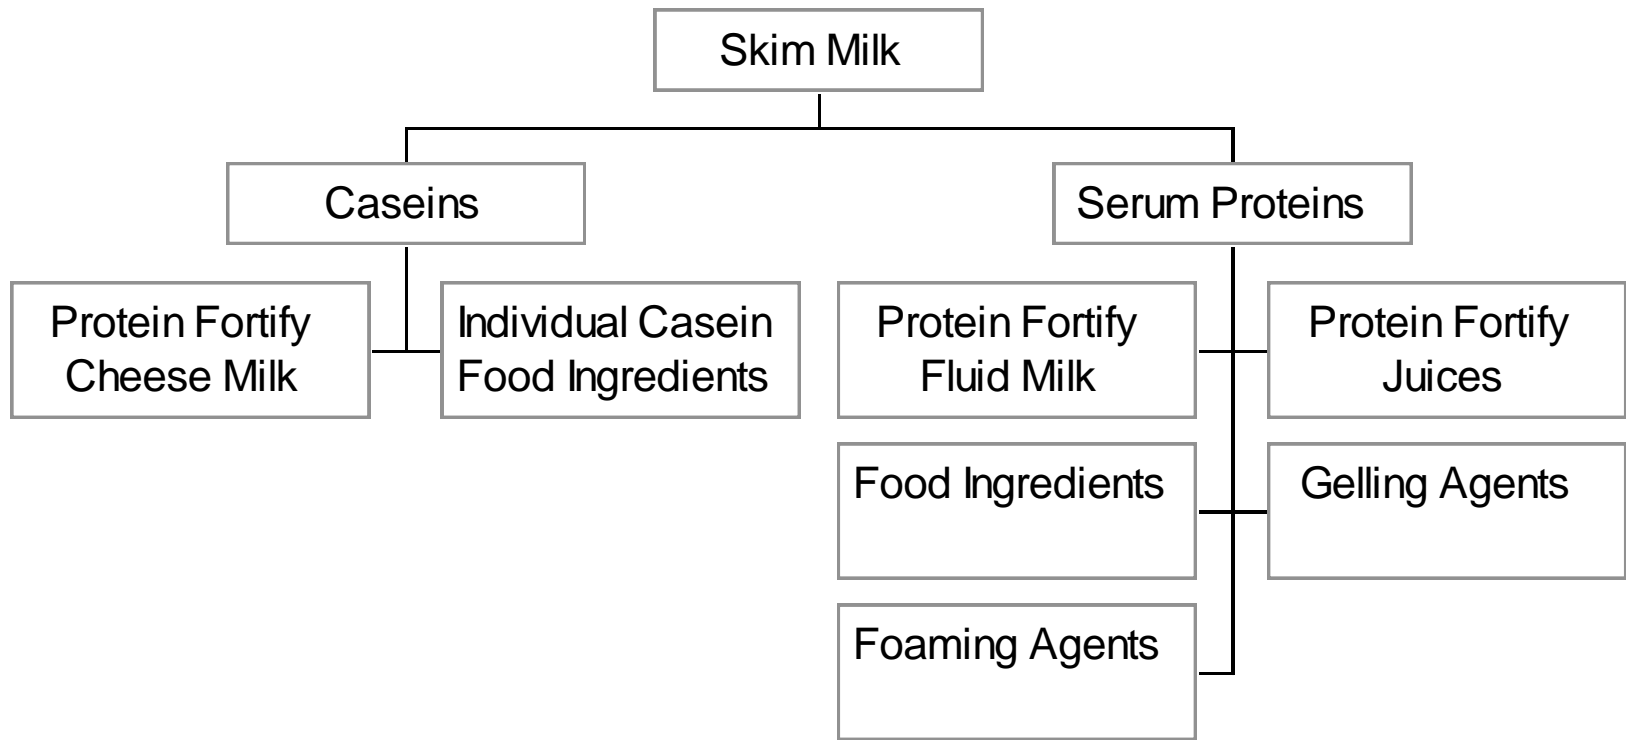 Skim Milk
Caseins
Serum Proteins
Protein Fortify
Cheese Milk
Individual Casein
Food Ingredients
Protein Fortify
Fluid Milk
Protein Fortify
Juices
Food Ingredients
Gelling Agents
Foaming Agents